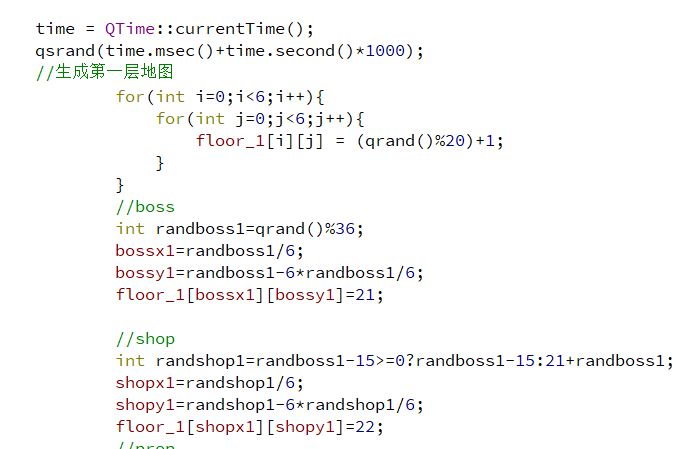 time = QTime::currentTime();
qsrand(time.msec()+time.second()*1000);
//生成第一层地图
for(int i=0;i<6;i++){
for(int j=0;j<6;j++){
floor_1[i][j] = (qrand()%20)+1;
}
}
//boss
int randboss1=qrand()%36;
bossx1=randboss1/6;
bossy1=randboss1-6*randboss1/6;
floor_1[bossx1][bossy1]=21;
//shop
int randshop1=randboss1-15>=0?randboss1-15:21+randboss1;
shopx1=randshop1/6;
shopy1=randshop1-6*randshop1/6;
floor_1[shopx1][shopy1]=22;